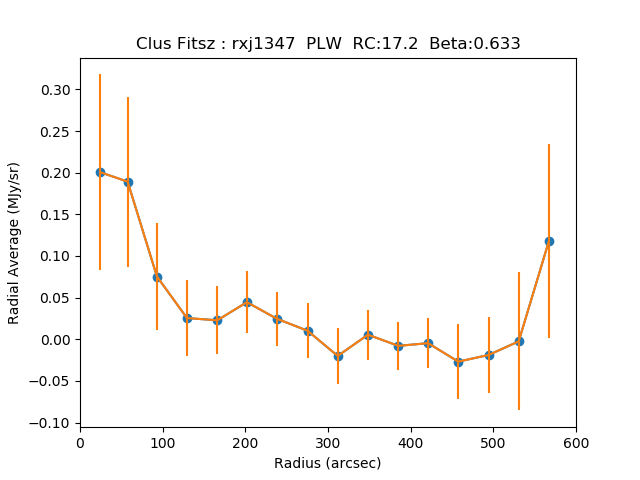 Clus Fitsz : rxj1347  PLW  RC:17.2  Beta:0.633
Radial Average (MJy/sr)
0.30
0.25
0.20
0.15
0.10
0.05
0.00
−0.05
−0.10
0 100 200 300 400 500 600
Radius (arcsec)